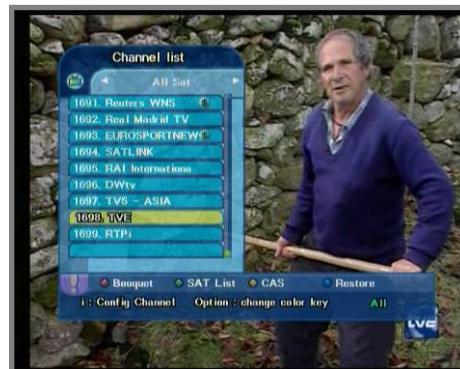 Channel list
All Sat
1691. Reuters WNS
1692. Real Madrid TV
1693. EUROSPORTNEWS
1694. SATLINK
1695. RAI Internationa
1696. DWtv
1697. TV5 - ASIA
1698. TVE
1699. RTPi
Bouquet SAT List CAS Restore
i : Config Channel Option : change color key All
tve